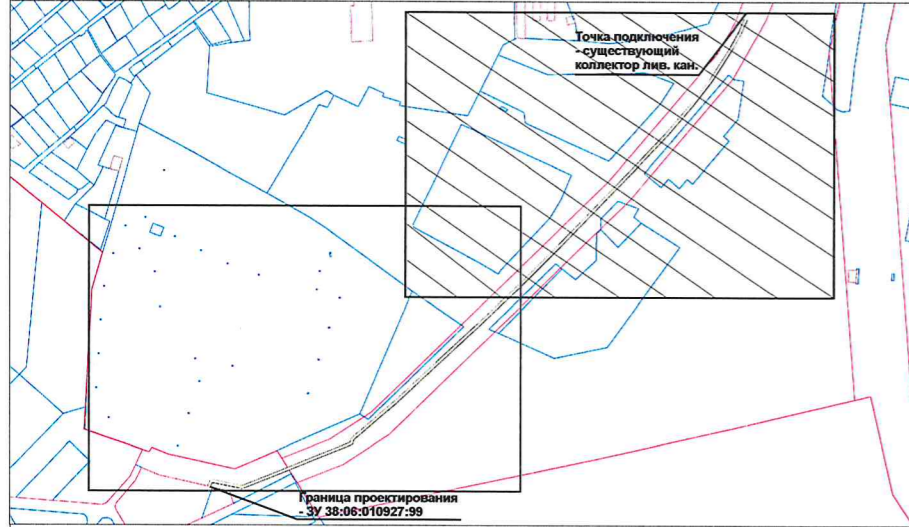 Точка подключения
- существующий
коллектор лив. кан.
Граница проектирования
- ЗУ 38:06:010927:99